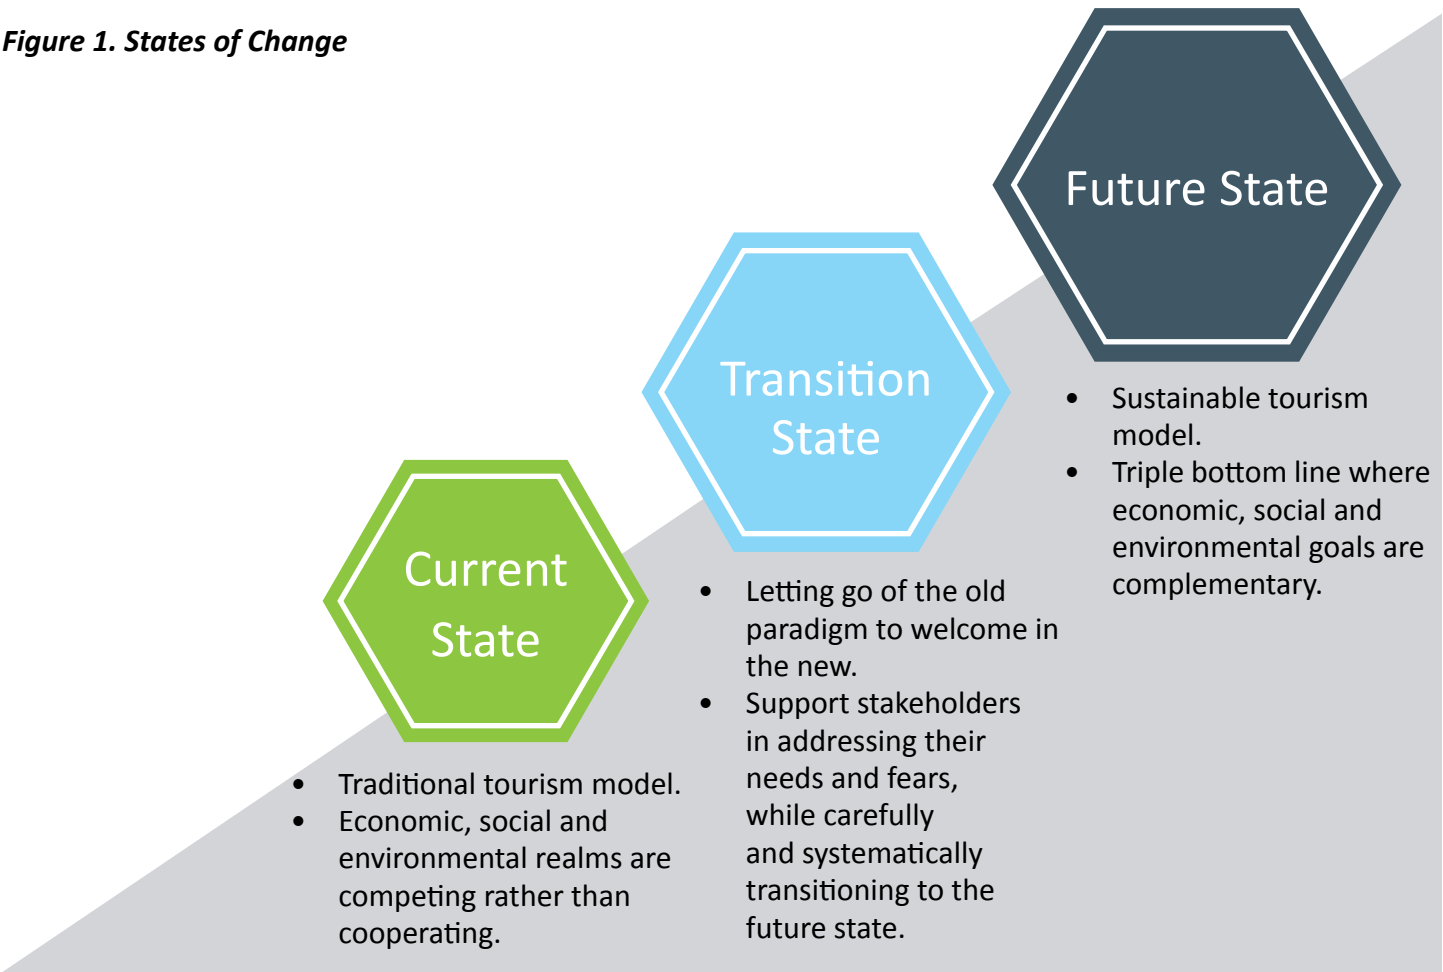 Figure 1. States of Change
Current
State
• Traditional tourism model.
• Economic, social and
environmental realms are
competing rather than
cooperating.
Transition
State
• Letting go of the old
paradigm to welcome in
the new.
• Support stakeholders
in addressing their
needs and fears,
while carefully
and systematically
transitioning to the
future state.
Future State
• Sustainable tourism
model.
• Triple bottom line where
economic, social and
environmental goals are
complementary.